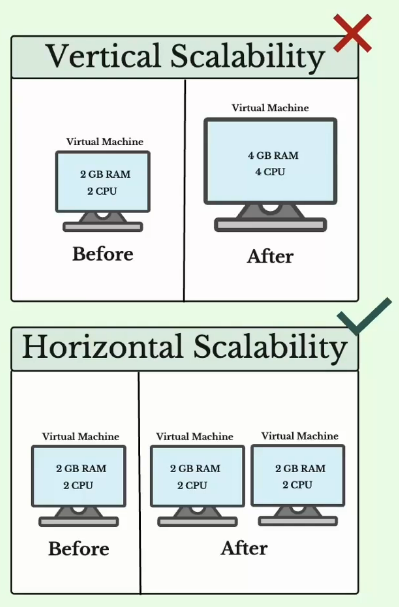 Vertical Scalability
Virtual Machine
2 GB RAM
2 CPU
Before
Virtual Machine
4 GB RAM
4 CPU
After
Horizontal Scalability
Virtual Machine
2 GB RAM
2 CPU
Before
Virtual Machine
2 GB RAM
2 CPU
Virtual Machine
2 GB RAM
2 CPU
After